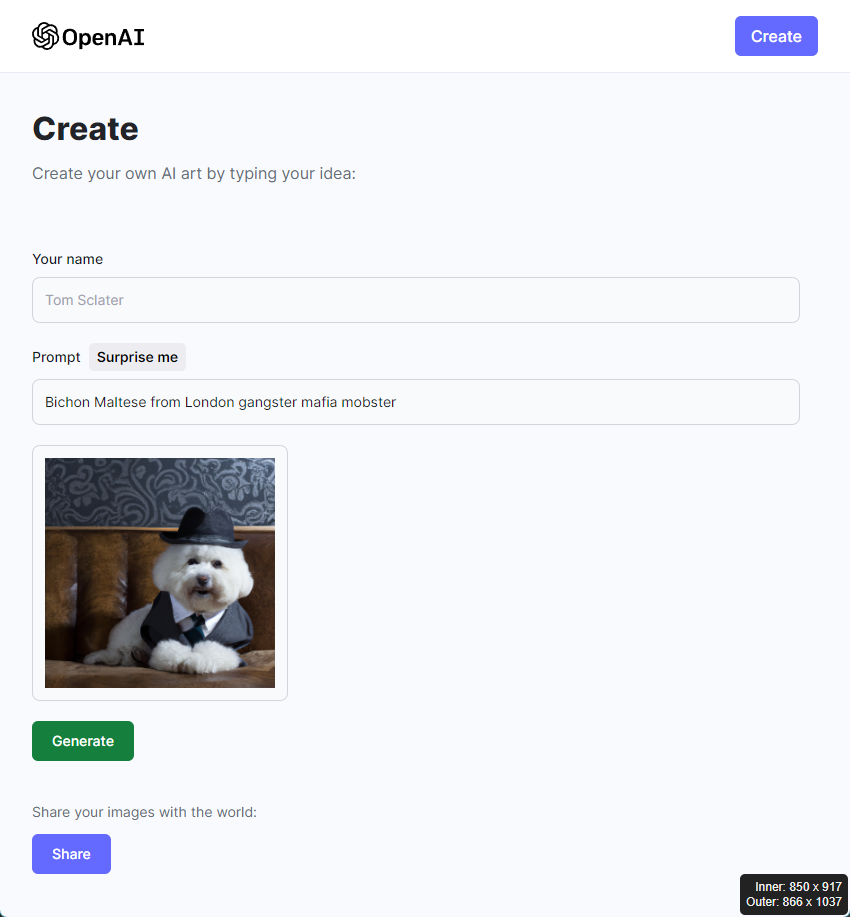 OpenAI
Create
Create
Create your own AI art by typing your idea:
Your name
Tom Sclater
Prompt Surprise me
Bichon Maltese from London gangster mafia mobster
Generate
Share your images with the world:
Share
Inner: 850 x 917
Outer: 866 x 1037